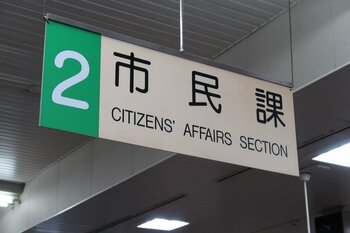 2 市民課
CITIZENS' AFFAIRS SECTION